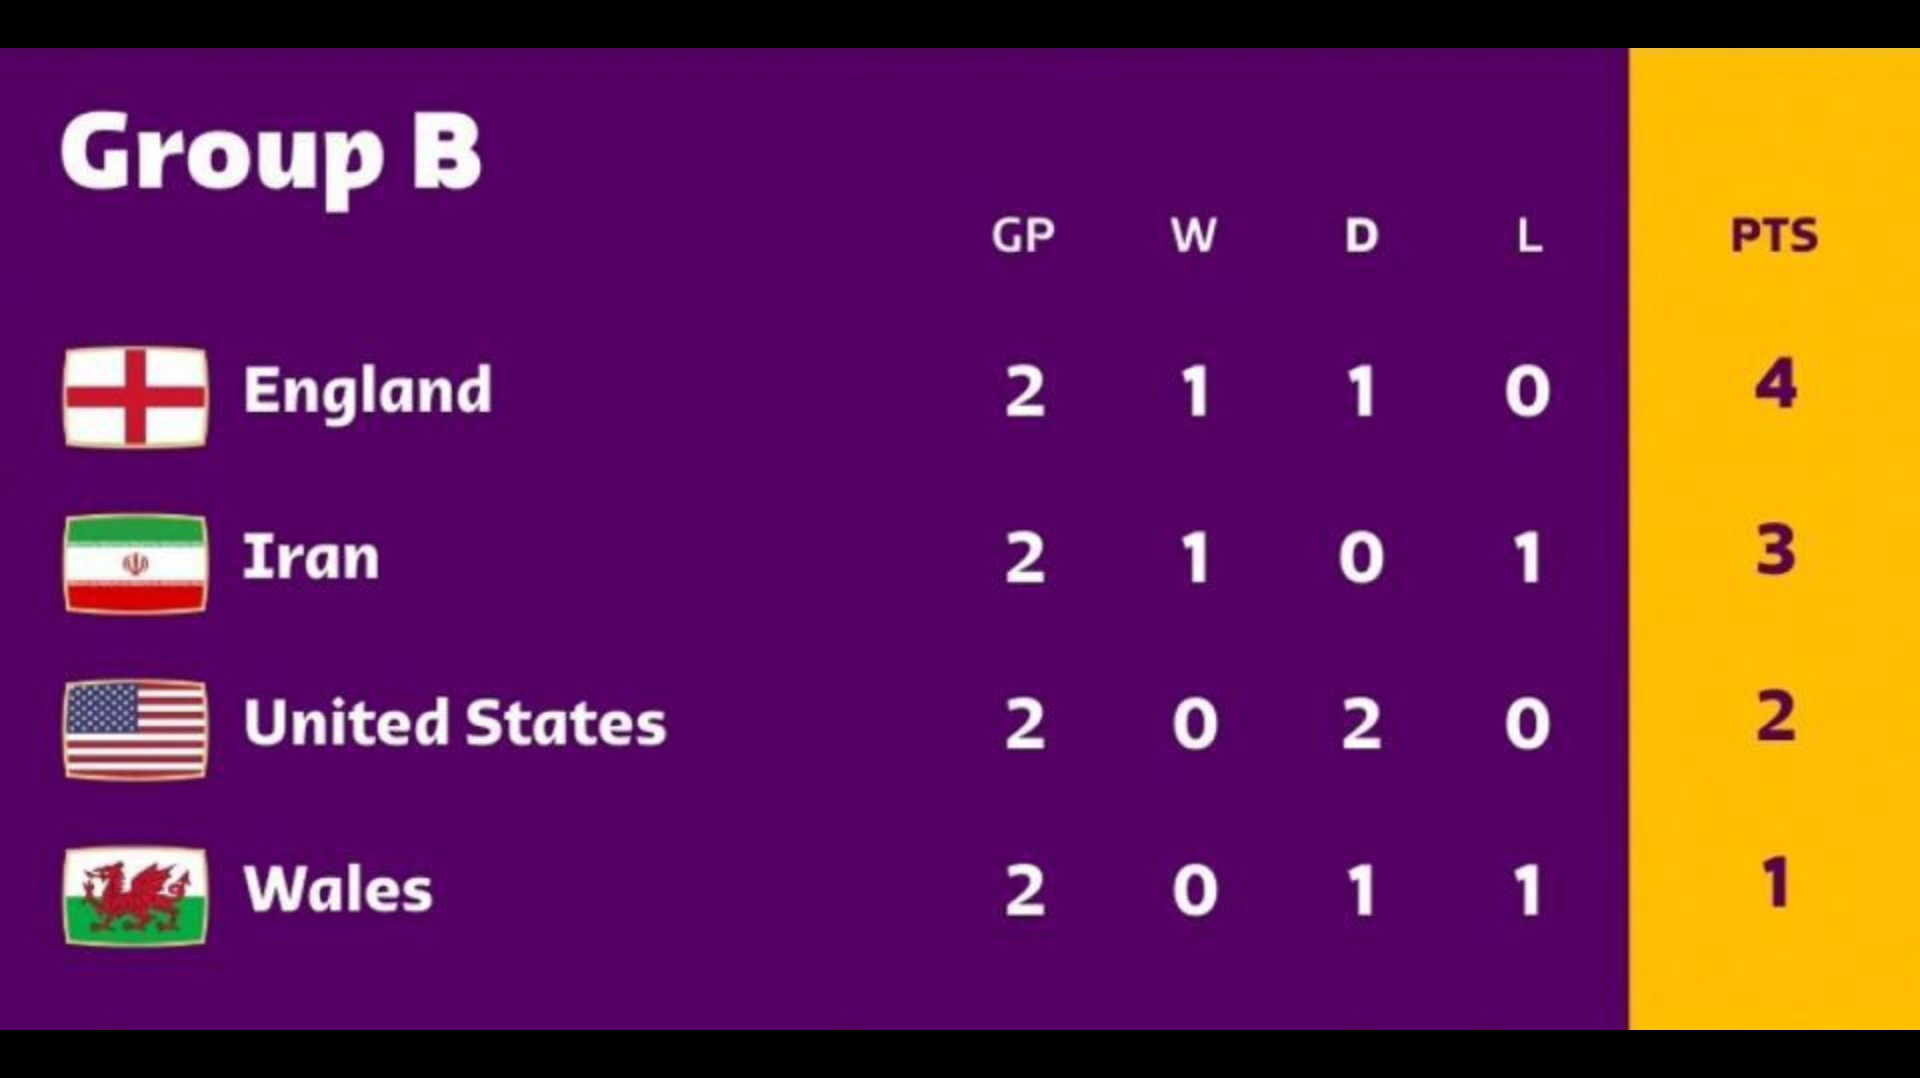 Group B
GP W D L PTS
England 2 1 1 0 4
Iran 2 1 0 1 3
United States 2 0 2 0 2
Wales 2 0 1 1 1